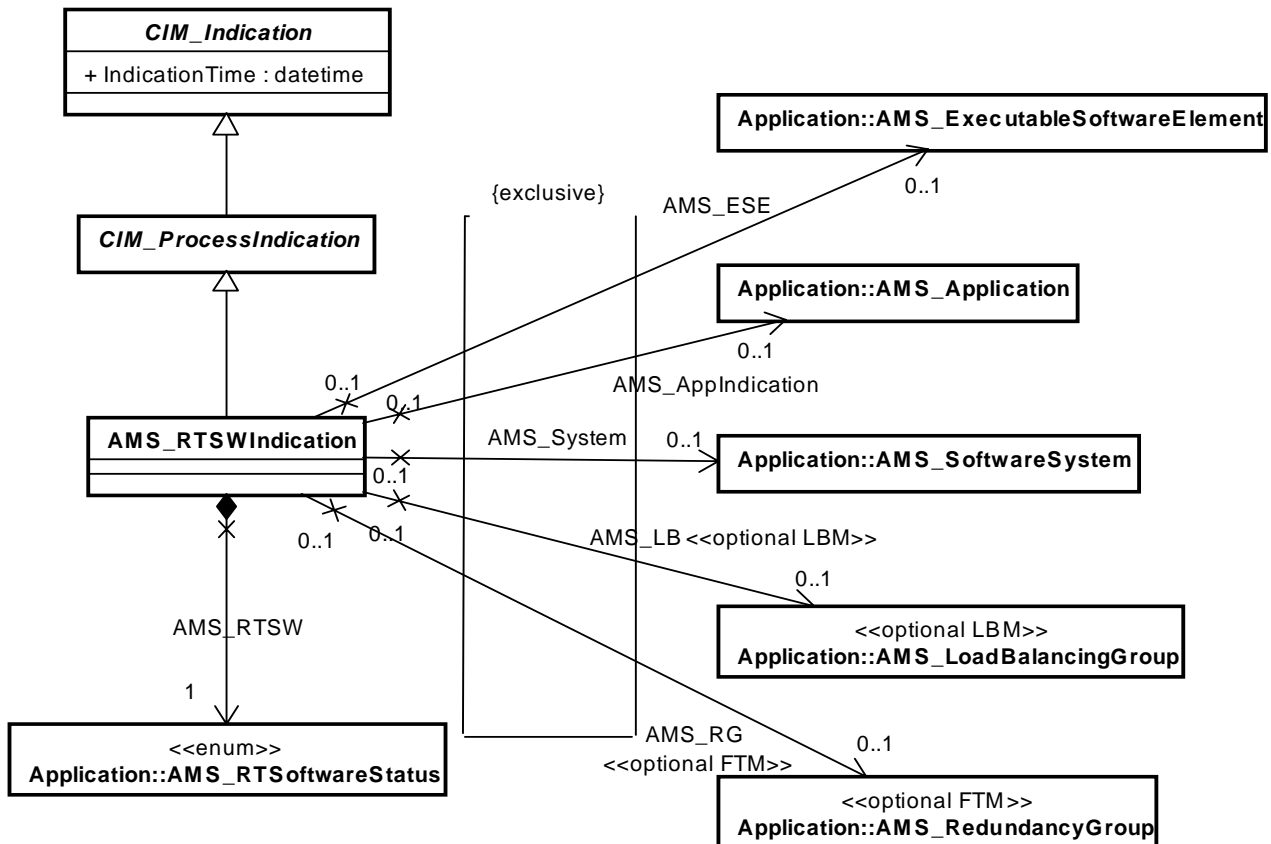 CIM_Indication
+ IndicationTime : datetime
Application::AMS_ExecutableSoftwareElement
0..1
{exclusive}
AMS_ESE
CIM_ProcessIndication
Application::AMS_Application
0..1
AMS_AppIndication
0..1
0..1
AMS_RTSWIndication
AMS_System
0..1
Application::AMS_SoftwareSystem
0..1
0..1
0..1
AMS_LB <<optional LBM>>
0..1
AMS_RTSW
<<optional LBM>>
Application::AMS_LoadBalancingGroup
1
<<enum>>
Application::AMS_RTSoftwareStatus
AMS_RG
<<optional FTM>>
0..1
<<optional FTM>>
Application::AMS_RedundancyGroup